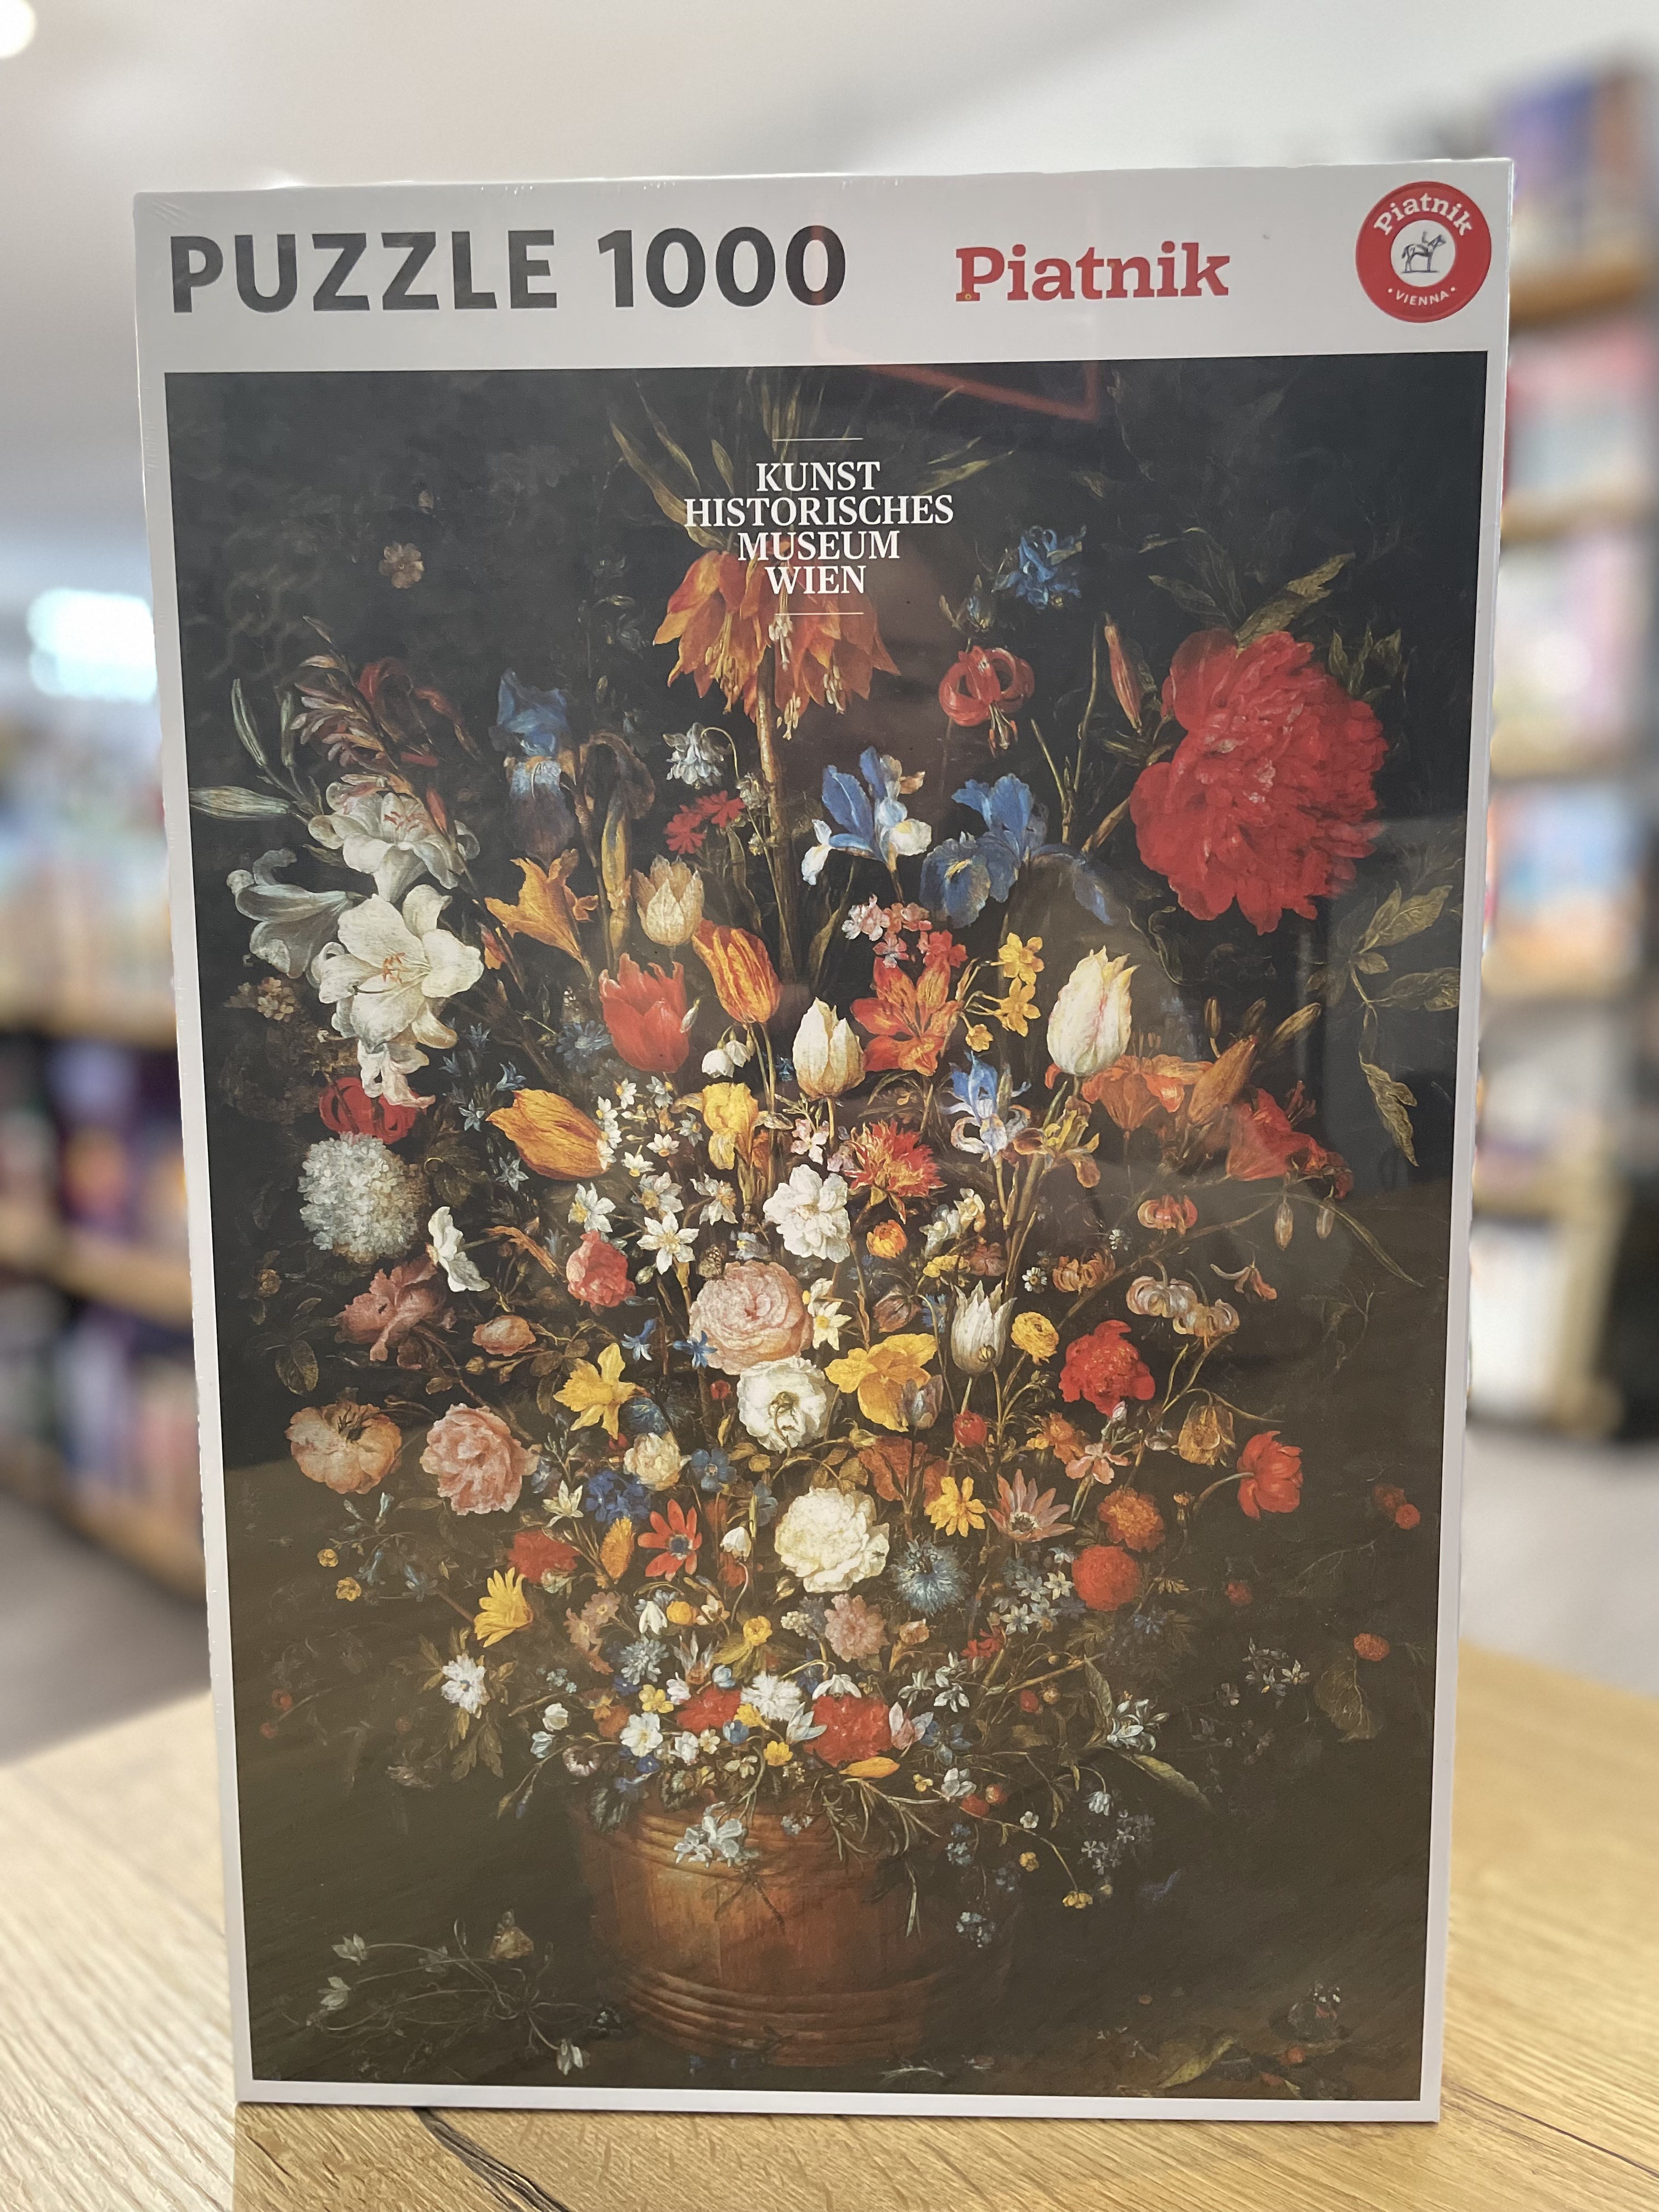 PUZZLE 1000 Piatnik
Piatnik
• VIENNA •
KUNST
HISTORISCHES
MUSEUM
WIEN